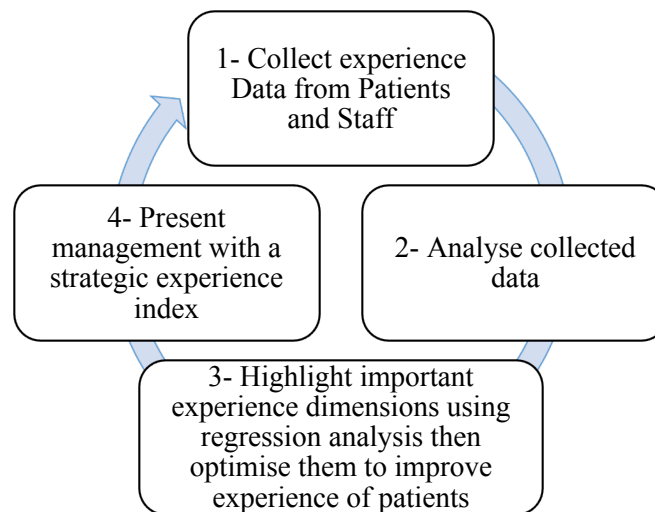 1- Collect experience
Data from Patients
and Staff
2- Analyse collected
data
3- Highlight important
experience dimensions using
regression analysis then
optimise them to improve
experience of patients
4- Present
management with a
strategic experience
index